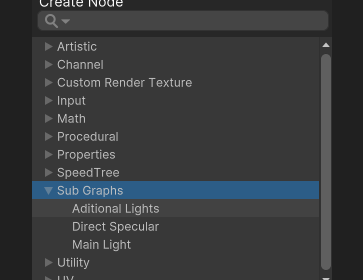 Create Node
Artistic
Channel
Custom Render Texture
Input
Math
Procedural
Properties
SpeedTree
Sub Graphs
Aditional Lights
Direct Specular
Main Light
Utility
UV